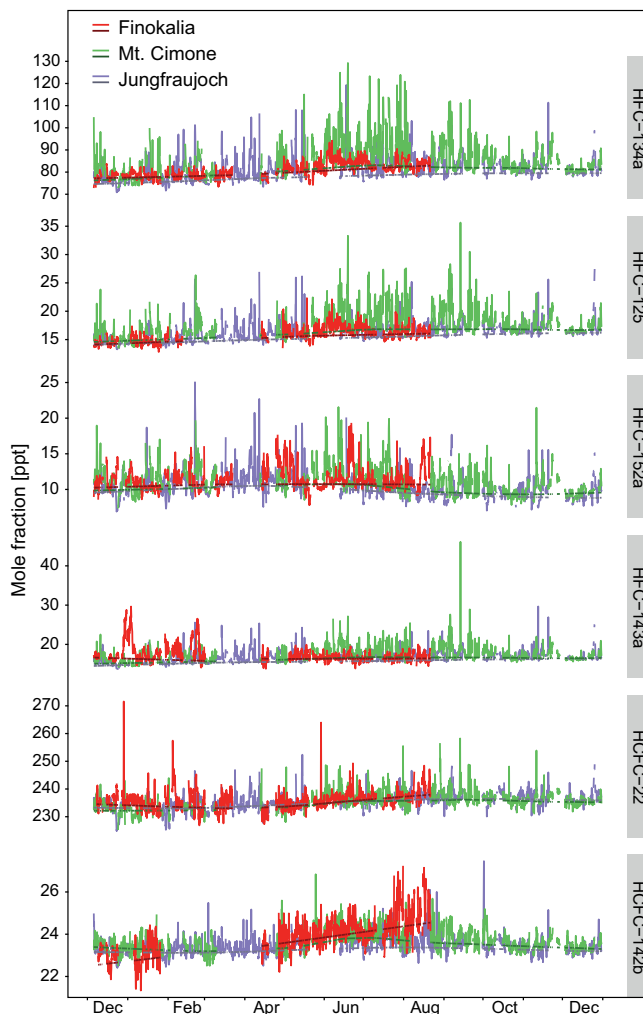 Finokalia
Mt. Cimone
Jungfraujoch
Mole fraction [ppt]
130
120
110
100
90
80
70
HFC−134a
35
30
25
20
15
HFC−125
25
20
15
10
HFC−152a
40
30
20
HFC−143a
270
260
250
240
230
HCFC−22
26
24
22
HCFC−142b
Dec Feb Apr Jun Aug Oct Dec